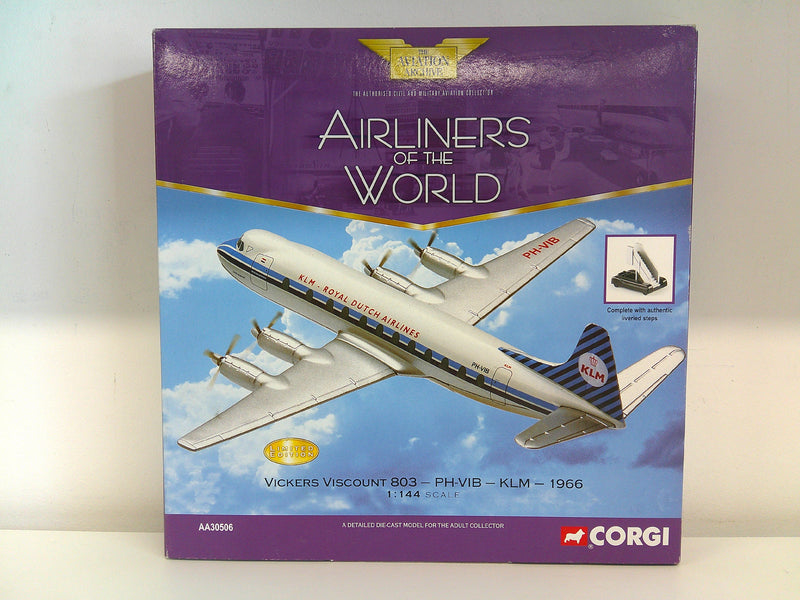 THE
AVIATION
ARCHIVE
THE AUTHORISED CIVIL AND MILITARY AVIATION COLLECTION
AIRLINERS
OF THE
WORLD
PH-VIB
KLM · ROYAL DUTCH AIRLINES
PH-VIB
KLM
KLM
Complete with authentic
liveried steps
LIMITED
EDITION
VICKERS VISCOUNT 803 – PH-VIB – KLM – 1966
1:144 SCALE
AA30506
A DETAILED DIE-CAST MODEL FOR THE ADULT COLLECTOR
CORGI